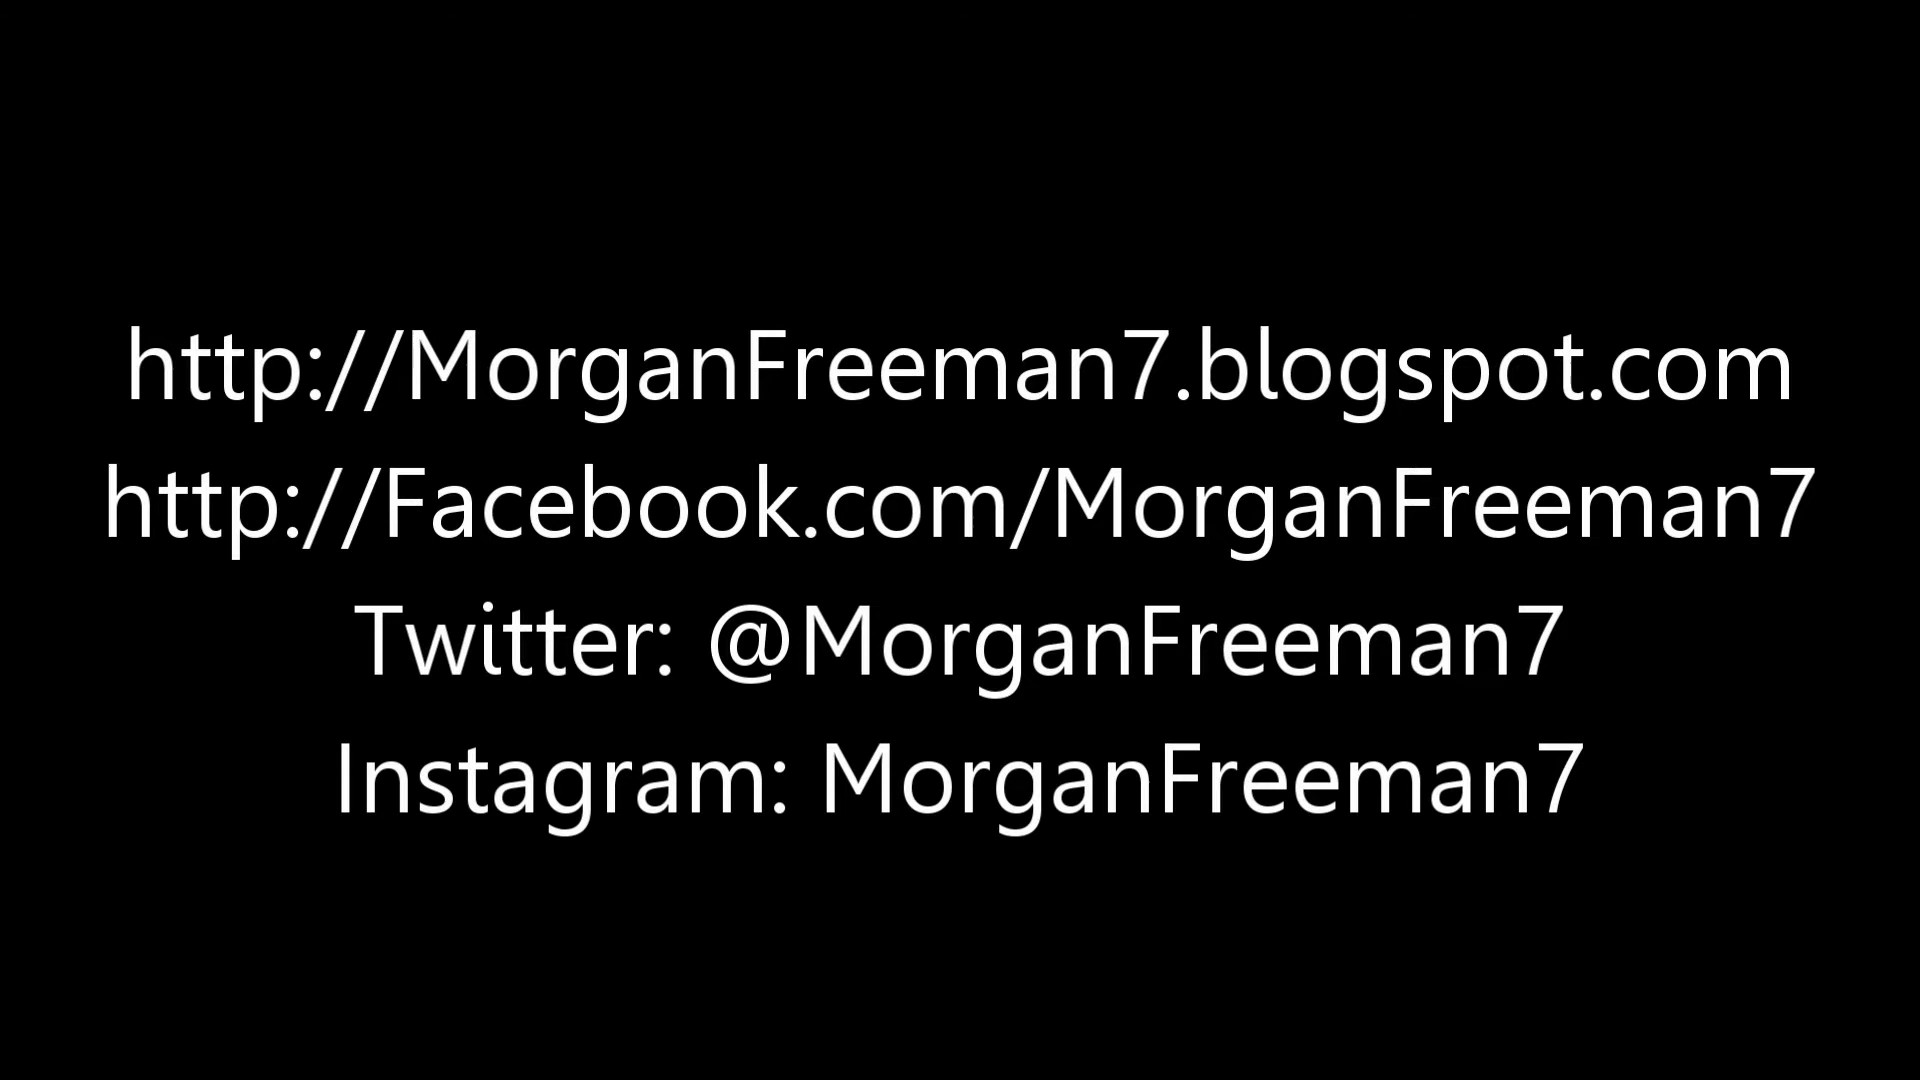 http://MorganFreeman7.blogspot.com
http://Facebook.com/MorganFreeman7
Twitter: @MorganFreeman7
Instagram: MorganFreeman7